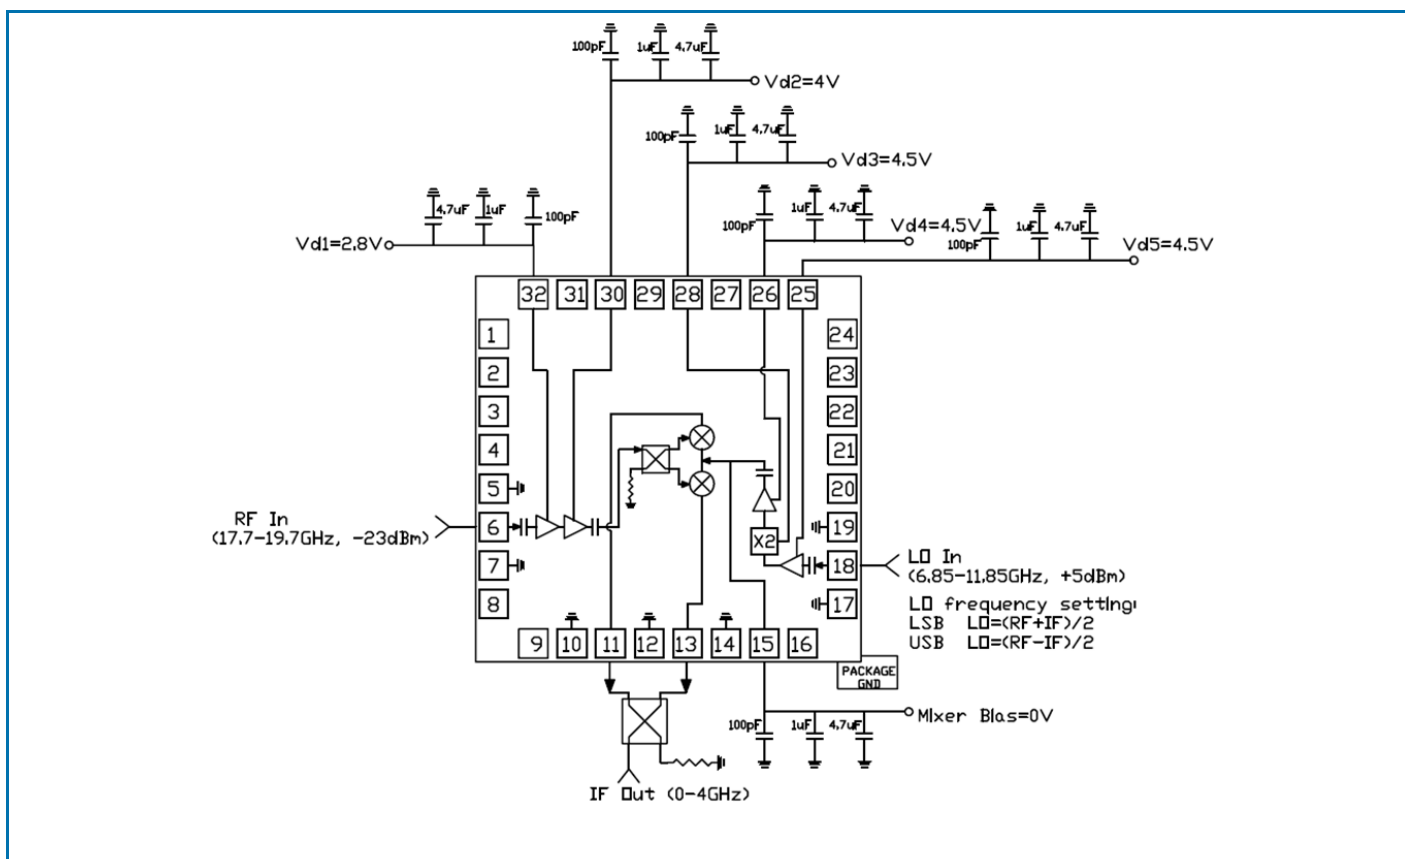 100pF 1uF 4.7uF
Vd2=4V
100pF 1uF 4.7uF
Vd3=4.5V
4.7uF 1uF 100pF
100pF 1uF 4.7uF
100pF 1uF 4.7uF
Vd1=2.8V
Vd4=4.5V
Vd5=4.5V
32 31 30 29 28 27 26 25
1 24
2 23
3 22
4 21
5 20
6 19
7 18
8 17
X2
RF In
(17.7-19.7GHz, -23dBm)
LO In
(6.85-11.85GHz, +5dBm)
LO frequency setting:
LSB LO=(RF+IF)/2
USB LO=(RF-IF)/2
9 10 11 12 13 14 15 16
PACKAGE
GND
Mixer Bias=0V
100pF 1uF 4.7uF
IF Out (0-4GHz)